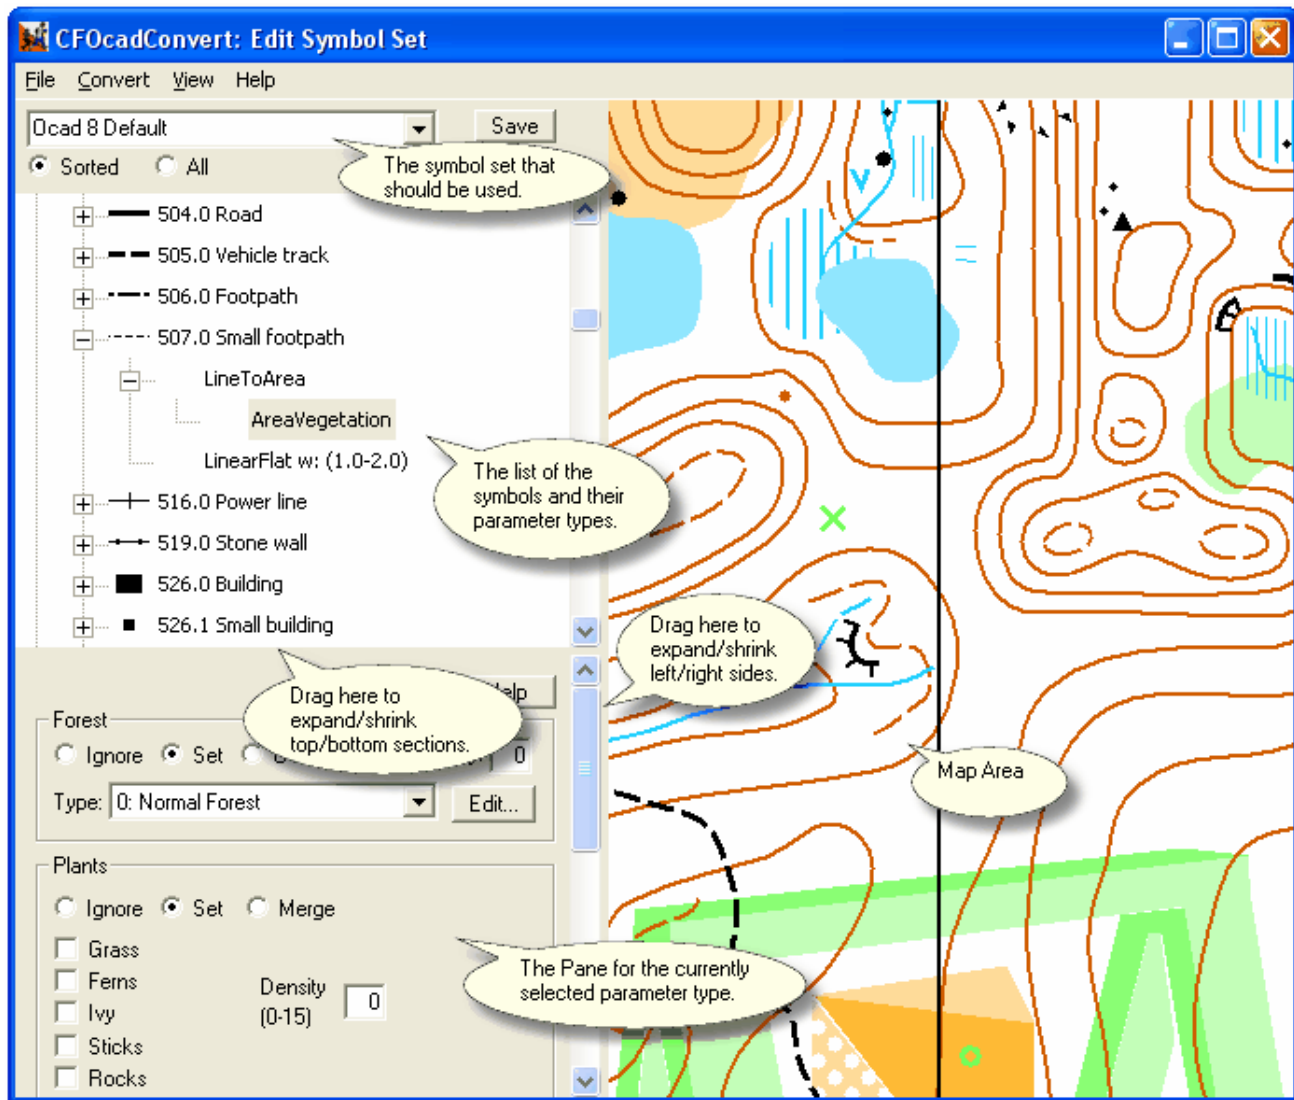 CFOcadConvert: Edit Symbol Set
File Convert View Help
Ocad 8 Default
Save
Sorted All
The symbol set that
should be used.
504.0 Road
505.0 Vehicle track
506.0 Footpath
507.0 Small footpath
LineToArea
AreaVegetation
LinearFlat w: (1.0-2.0)
The list of the
symbols and their
parameter types.
516.0 Power line
519.0 Stone wall
526.0 Building
526.1 Small building
Drag here to
expand/shrink
left/right sides.
Drag here to
expand/shrink
top/bottom sections.
Forest
Ignore Set 0
Type: 0: Normal Forest Edit...
Map Area
Plants
Ignore Set Merge
Grass
Ferns
Ivy
Sticks
Rocks
Density
(0-15) 0
The Pane for the currently
selected parameter type.